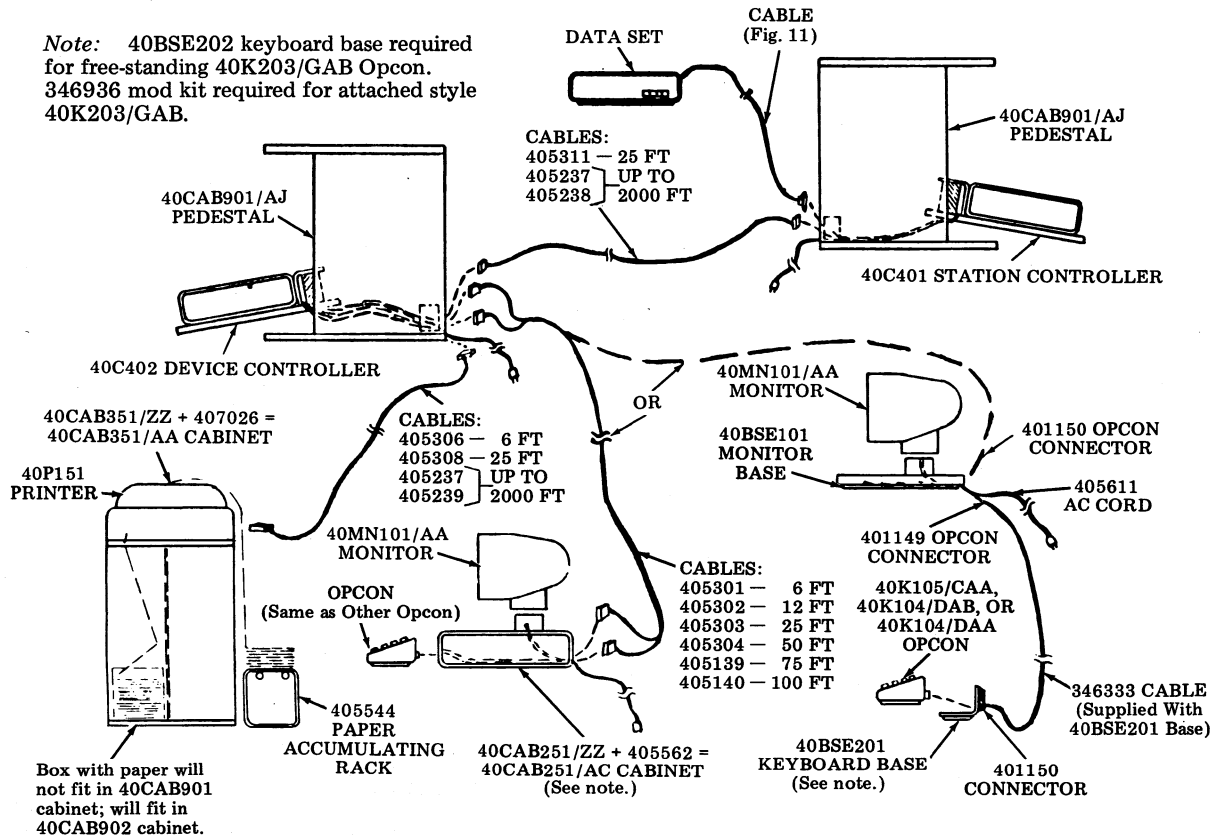 Note: 40BSE202 keyboard base required
for free-standing 40K203/GAB Opcon.
346936 mod kit required for attached style
40K203/GAB.
DATA SET
CABLE
(Fig. 11)
40CAB901/AJ
PEDESTAL
CABLES:
405311 — 25 FT
405237 UP TO
405238 2000 FT
40CAB901/AJ
PEDESTAL
40C401 STATION CONTROLLER
40C402 DEVICE CONTROLLER
OR
40MN101/AA
MONITOR
40BSE101
MONITOR
BASE
401150 OPCON
CONNECTOR
405611
AC CORD
401149 OPCON
CONNECTOR
40CAB351/ZZ + 407026 =
40CAB351/AA CABINET
40P151
PRINTER
CABLES:
405306 — 6 FT
405308 — 25 FT
405237 UP TO
405239 2000 FT
40MN101/AA
MONITOR
OPCON
(Same as Other Opcon)
CABLES:
405301 — 6 FT
405302 — 12 FT
405303 — 25 FT
405304 — 50 FT
405139 — 75 FT
405140 — 100 FT
40K105/CAA,
40K104/DAB, OR
40K104/DAA
OPCON
346333 CABLE
(Supplied With
40BSE201 Base)
405544
PAPER
ACCUMULATING
RACK
40CAB251/ZZ + 405562 =
40CAB251/AC CABINET
(See note.)
40BSE201
KEYBOARD BASE
(See note.)
401150
CONNECTOR
Box with paper will
not fit in 40CAB901
cabinet; will fit in
40CAB902 cabinet.